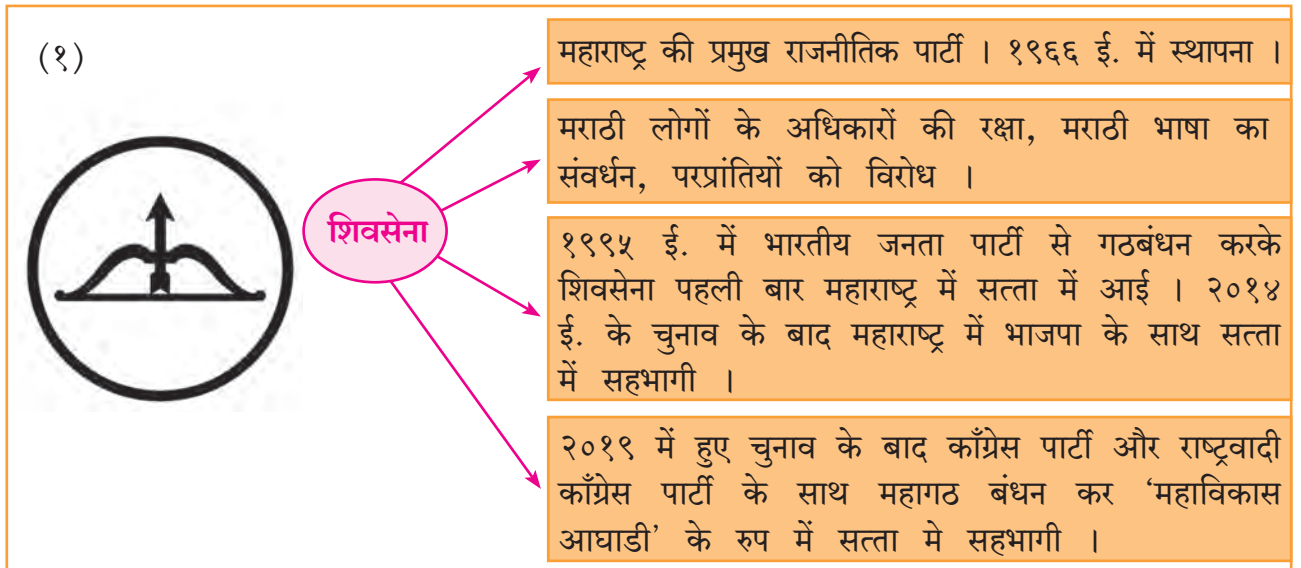 (१)
महाराष्ट्र की प्रमुख राजनीतिक पार्टी । १९६६ ई. में स्थापना ।
मराठी लोगों के अधिकारों की रक्षा, मराठी भाषा का
संवर्धन, परप्रांतियों को विरोध ।
शिवसेना
१९९५ ई. में भारतीय जनता पार्टी से गठबंधन करके
शिवसेना पहली बार महाराष्ट्र में सत्ता में आई । २०१४
ई. के चुनाव के बाद महाराष्ट्र में भाजपा के साथ सत्ता
में सहभागी ।
२०१९ में हुए चुनाव के बाद काँग्रेस पार्टी और राष्ट्रवादी
काँग्रेस पार्टी के साथ महागठ बंधन कर ‘महाविकास
आघाडी’ के रुप में सत्ता मे सहभागी ।